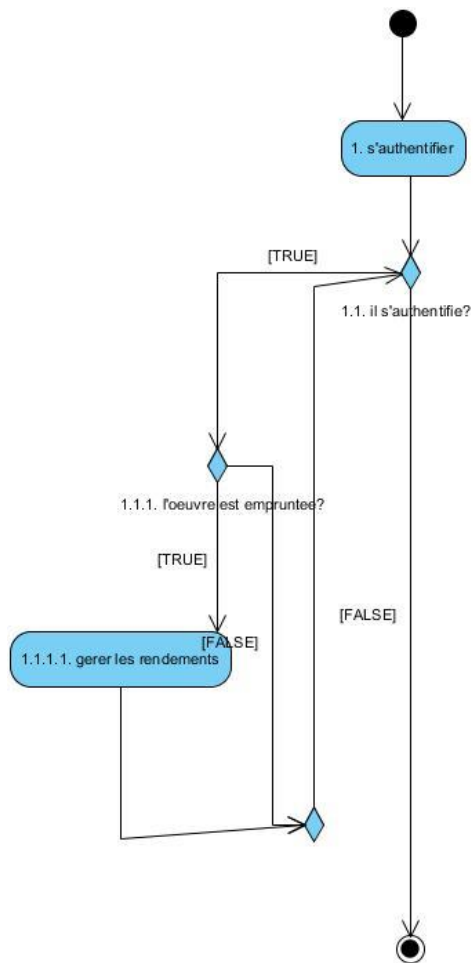 1. s'authentifier
[TRUE]
1.1. il s'authentifie?
1.1.1. l'oeuvre est empruntee?
[TRUE]
[FALSE]
[FALSE]
1.1.1.1. gerer les rendements